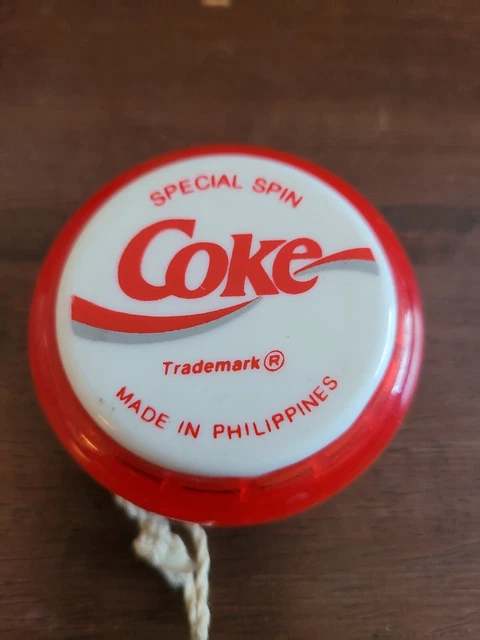 SPECIAL SPIN
Coke
Trademark ®
MADE IN PHILIPPINES